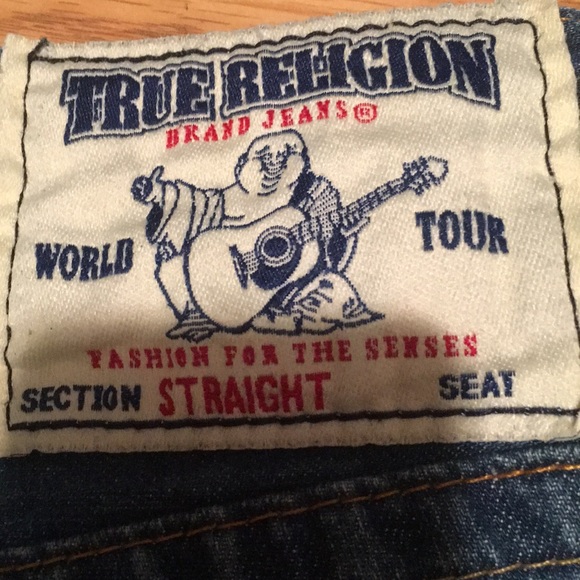 TRUE RELIGION
BRAND JEANS®
WORLD TOUR
FASHION FOR THE SENSES
SECTION STRAIGHT SEAT